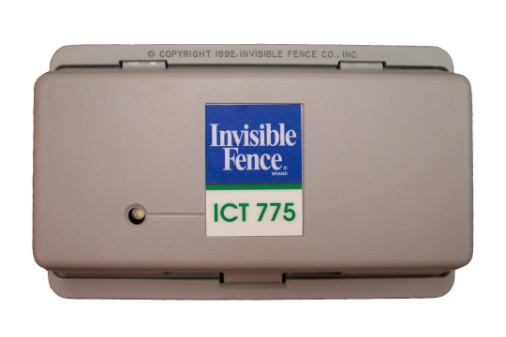 © COPYRIGHT 1992, INVISIBLE FENCE CO., INC.
Invisible
Fence®
BRAND
ICT 775